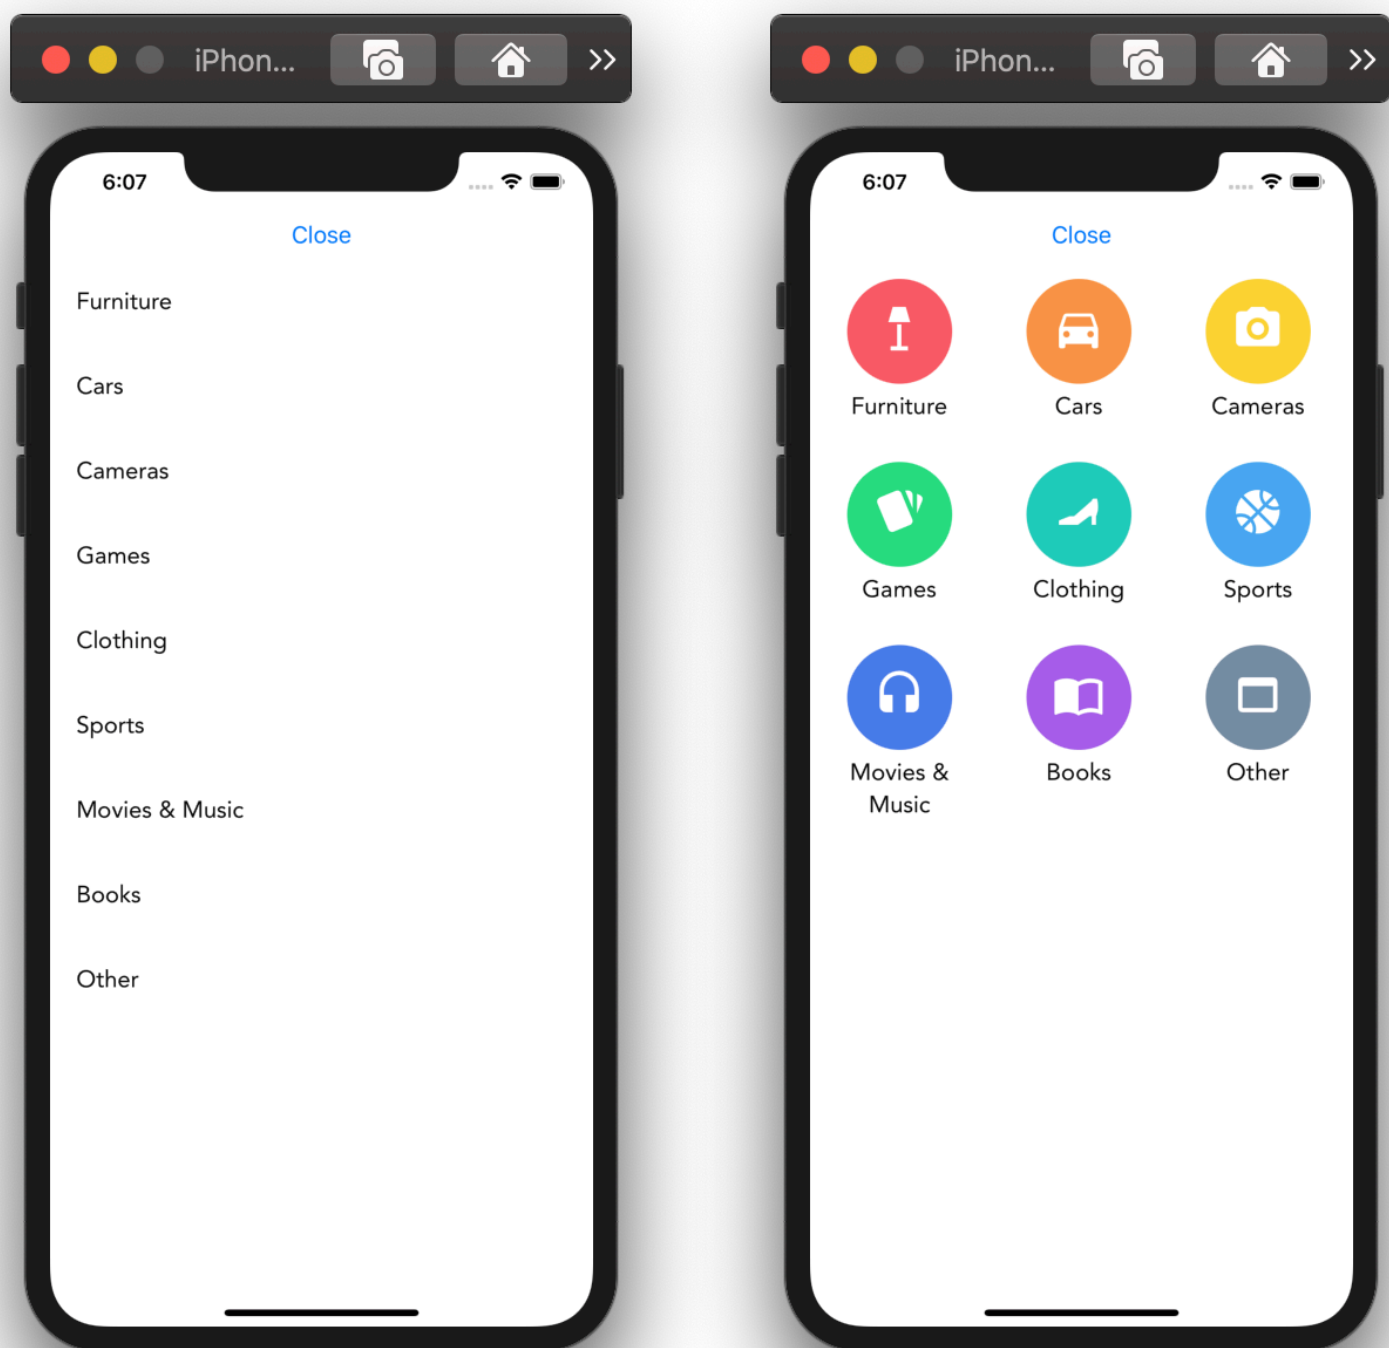 iPhon...
6:07
Close
Furniture
Cars
Cameras
Games
Clothing
Sports
Movies & Music
Books
Other
iPhon...
6:07
Close
Furniture
Cars
Cameras
Games
Clothing
Sports
Movies &
Music
Books
Other